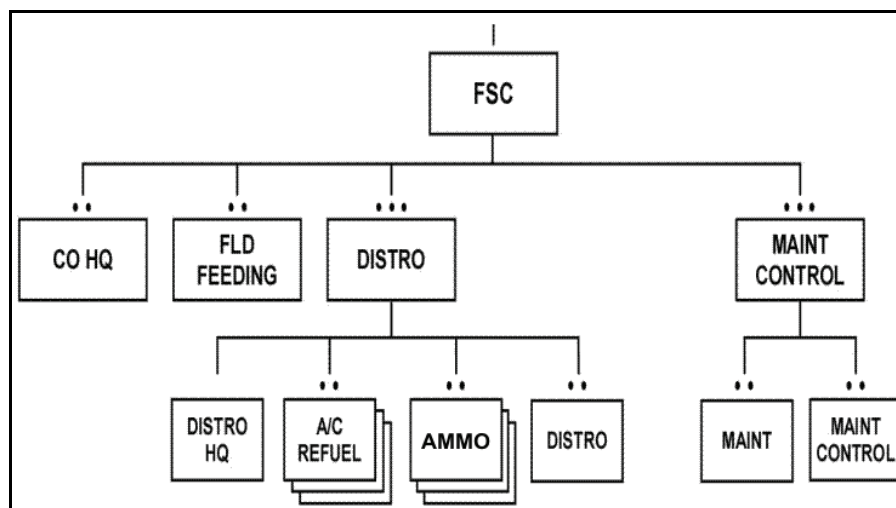 FSC
CO HQ
FLD
FEEDING
DISTRO
MAINT
CONTROL
DISTRO
HQ
A/C
REFUEL
AMMO
DISTRO
MAINT
MAINT
CONTROL